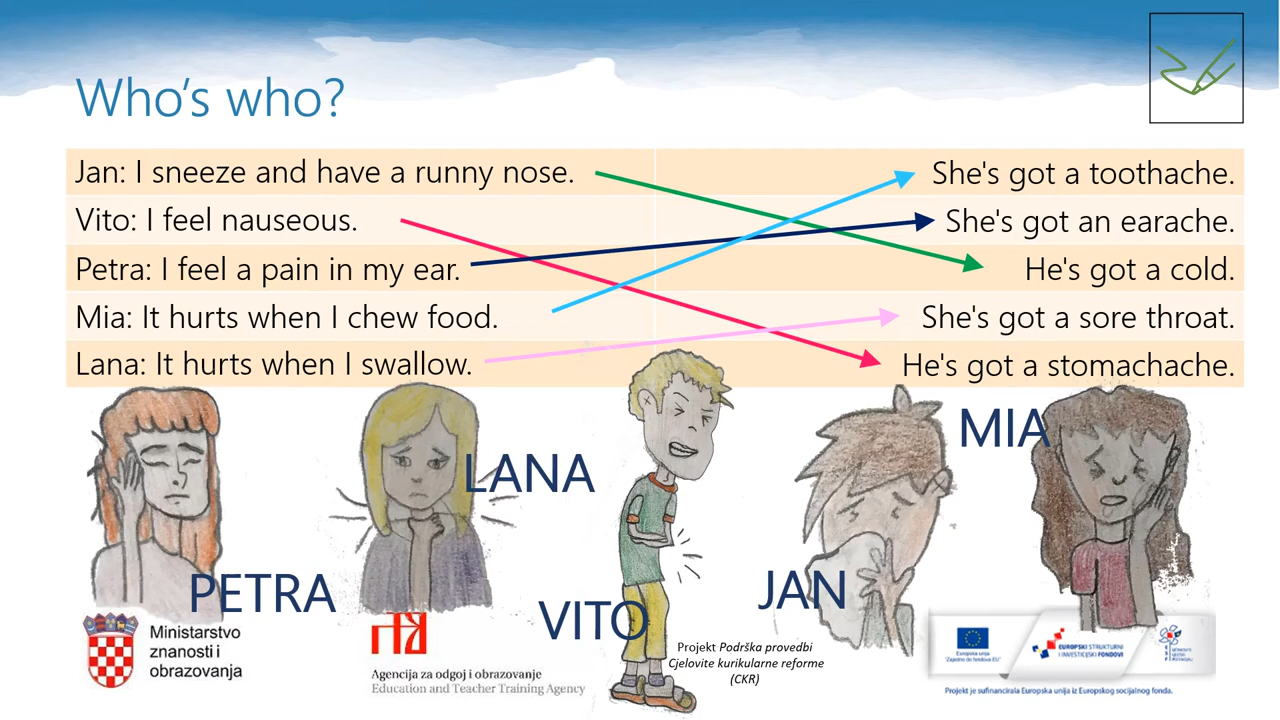 Who's who?
Jan: I sneeze and have a runny nose. She's got a toothache.
Vito: I feel nauseous. She's got an earache.
Petra: I feel a pain in my ear. He's got a cold.
Mia: It hurts when I chew food. She's got a sore throat.
Lana: It hurts when I swallow. He's got a stomachache.
MIA
LANA
PETRA
VITO
JAN
Ministarstvo
znanosti i
obrazovanja
Agencija za odgoj i obrazovanje
Education and Teacher Training Agency
Projekt Podrška provedbi
Cjelovite kurikularne reforme
(CKR)
Europska unija
"Zajedno do fondova EU"
EUROPSKI STRUKTURNI
I INVESTICIJSKI FONDOVI
Projekt je sufinancirala Europska unija iz Europskog socijalnog fonda.